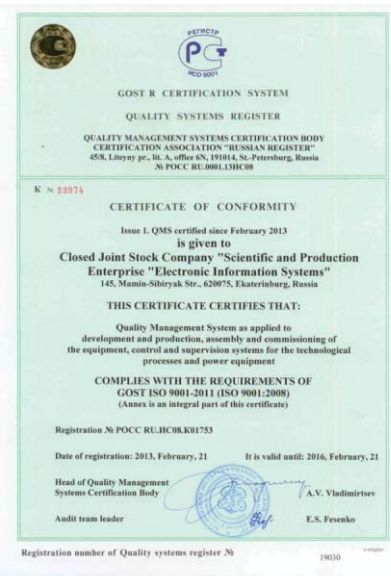 РЕГИСТР
РСТ
ИСО 9001
GOST R CERTIFICATION SYSTEM
QUALITY SYSTEMS REGISTER
QUALITY MANAGEMENT SYSTEMS CERTIFICATION BODY
CERTIFICATION ASSOCIATION "RUSSIAN REGISTER"
45/8, Liteyny pr., lit. A, office 6N, 191014, St.-Petersburg, Russia
№ РОСС RU.0001.13ИС08
К № 23974
CERTIFICATE OF CONFORMITY
Issue 1. QMS certified since February 2013
is given to
Closed Joint Stock Company "Scientific and Production
Enterprise "Electronic Information Systems"
145, Mamin-Sibiryak Str., 620075, Ekaterinburg, Russia
THIS CERTIFICATE CERTIFIES THAT:
Quality Management System as applied to
development and production, assembly and commissioning of
the equipment, control and supervision systems for the technological
processes and power equipment
COMPLIES WITH THE REQUIREMENTS OF
GOST ISO 9001-2011 (ISO 9001:2008)
(Annex is an integral part of this certificate)
Registration № РОСС RU.ИС08.К01753
Date of registration: 2013, February, 21 It is valid until: 2016, February, 21
Head of Quality Management
Systems Certification Body A.V. Vladimirtsev
Audit team leader E.S. Fesenko
Registration number of Quality systems register №
19030